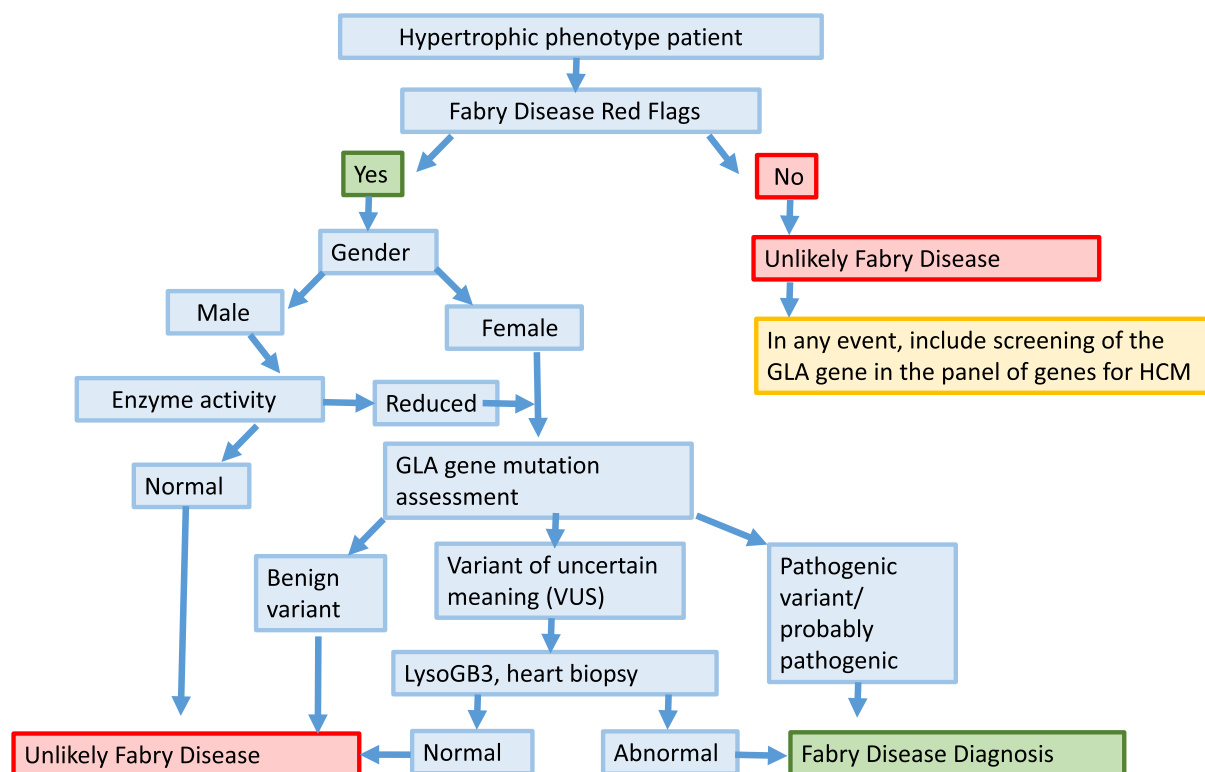 Hypertrophic phenotype patient
Fabry Disease Red Flags
Yes
No
Gender
Unlikely Fabry Disease
Male
Female
In any event, include screening of the
GLA gene in the panel of genes for HCM
Enzyme activity
Reduced
Normal
GLA gene mutation
assessment
Benign
variant
Variant of uncertain
meaning (VUS)
Pathogenic
variant/
probably
pathogenic
LysoGB3, heart biopsy
Unlikely Fabry Disease
Normal
Abnormal
Fabry Disease Diagnosis